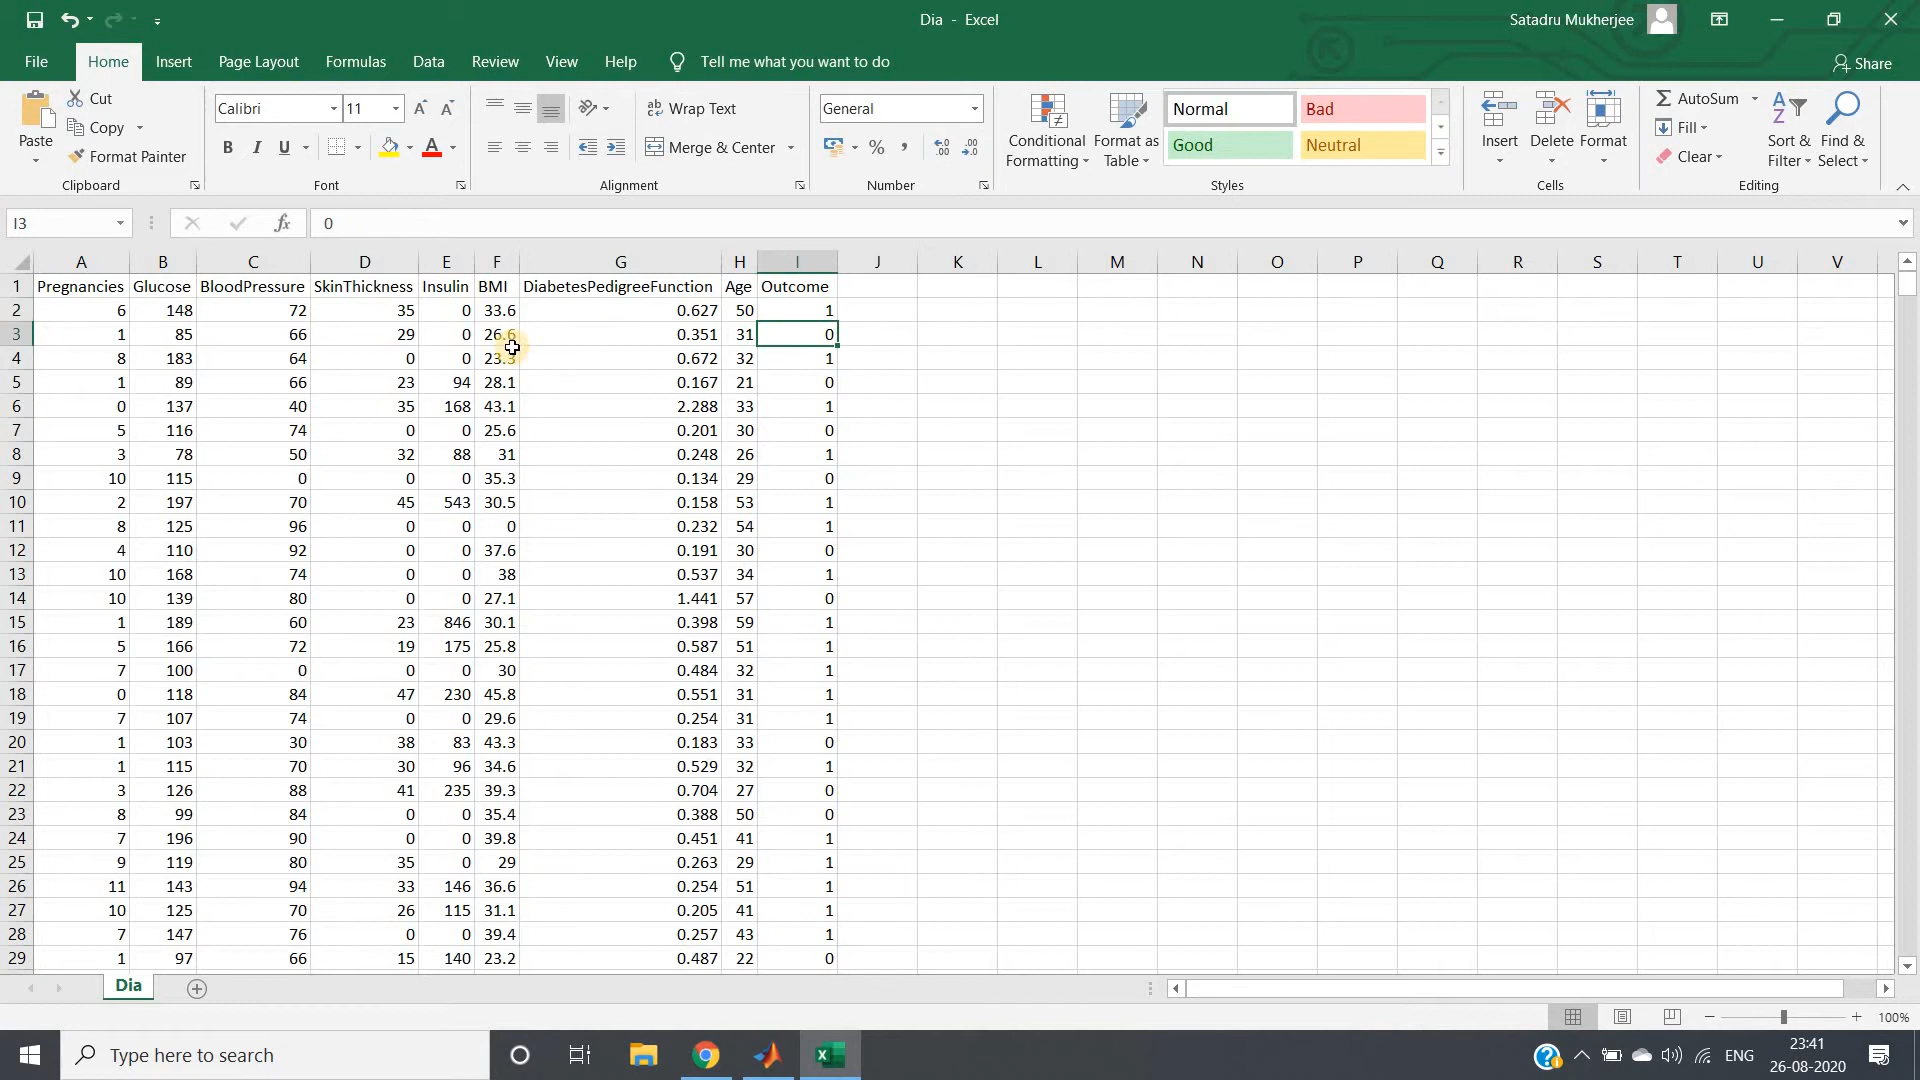 Dia - Excel
Satadru Mukherjee
File Home Insert Page Layout Formulas Data Review View Help Tell me what you want to do Share
Paste
Cut
Copy
Format Painter
Clipboard
Calibri 11
B I U A
Font
Wrap Text
Merge & Center
Alignment
General
%
Number
Conditional Formatting
Format as Table
Normal Bad
Good Neutral
Styles
Insert Delete Format
Cells
AutoSum
Fill
Clear
Sort & Filter
Find & Select
Editing
I3 fx 0
A B C D E F G H I J K L M N O P Q R S T U V
1 Pregnancies Glucose BloodPressure SkinThickness Insulin BMI DiabetesPedigreeFunction Age Outcome
2 6 148 72 35 0 33.6 0.627 50 1
3 1 85 66 29 0 26.6 0.351 31 0
4 8 183 64 0 0 23.3 0.672 32 1
5 1 89 66 23 94 28.1 0.167 21 0
6 0 137 40 35 168 43.1 2.288 33 1
7 5 116 74 0 0 25.6 0.201 30 0
8 3 78 50 32 88 31 0.248 26 1
9 10 115 0 0 0 35.3 0.134 29 0
10 2 197 70 45 543 30.5 0.158 53 1
11 8 125 96 0 0 0 0.232 54 1
12 4 110 92 0 0 37.6 0.191 30 0
13 10 168 74 0 0 38 0.537 34 1
14 10 139 80 0 0 27.1 1.441 57 0
15 1 189 60 23 846 30.1 0.398 59 1
16 5 166 72 19 175 25.8 0.587 51 1
17 7 100 0 0 0 30 0.484 32 1
18 0 118 84 47 230 45.8 0.551 31 1
19 7 107 74 0 0 29.6 0.254 31 1
20 1 103 30 38 83 43.3 0.183 33 0
21 1 115 70 30 96 34.6 0.529 32 1
22 3 126 88 41 235 39.3 0.704 27 0
23 8 99 84 0 0 35.4 0.388 50 0
24 7 196 90 0 0 39.8 0.451 41 1
25 9 119 80 35 0 29 0.263 29 1
26 11 143 94 33 146 36.6 0.254 51 1
27 10 125 70 26 115 31.1 0.205 41 1
28 7 147 76 0 0 39.4 0.257 43 1
29 1 97 66 15 140 23.2 0.487 22 0
Dia
100%
Type here to search
ENG
23:41
26-08-2020